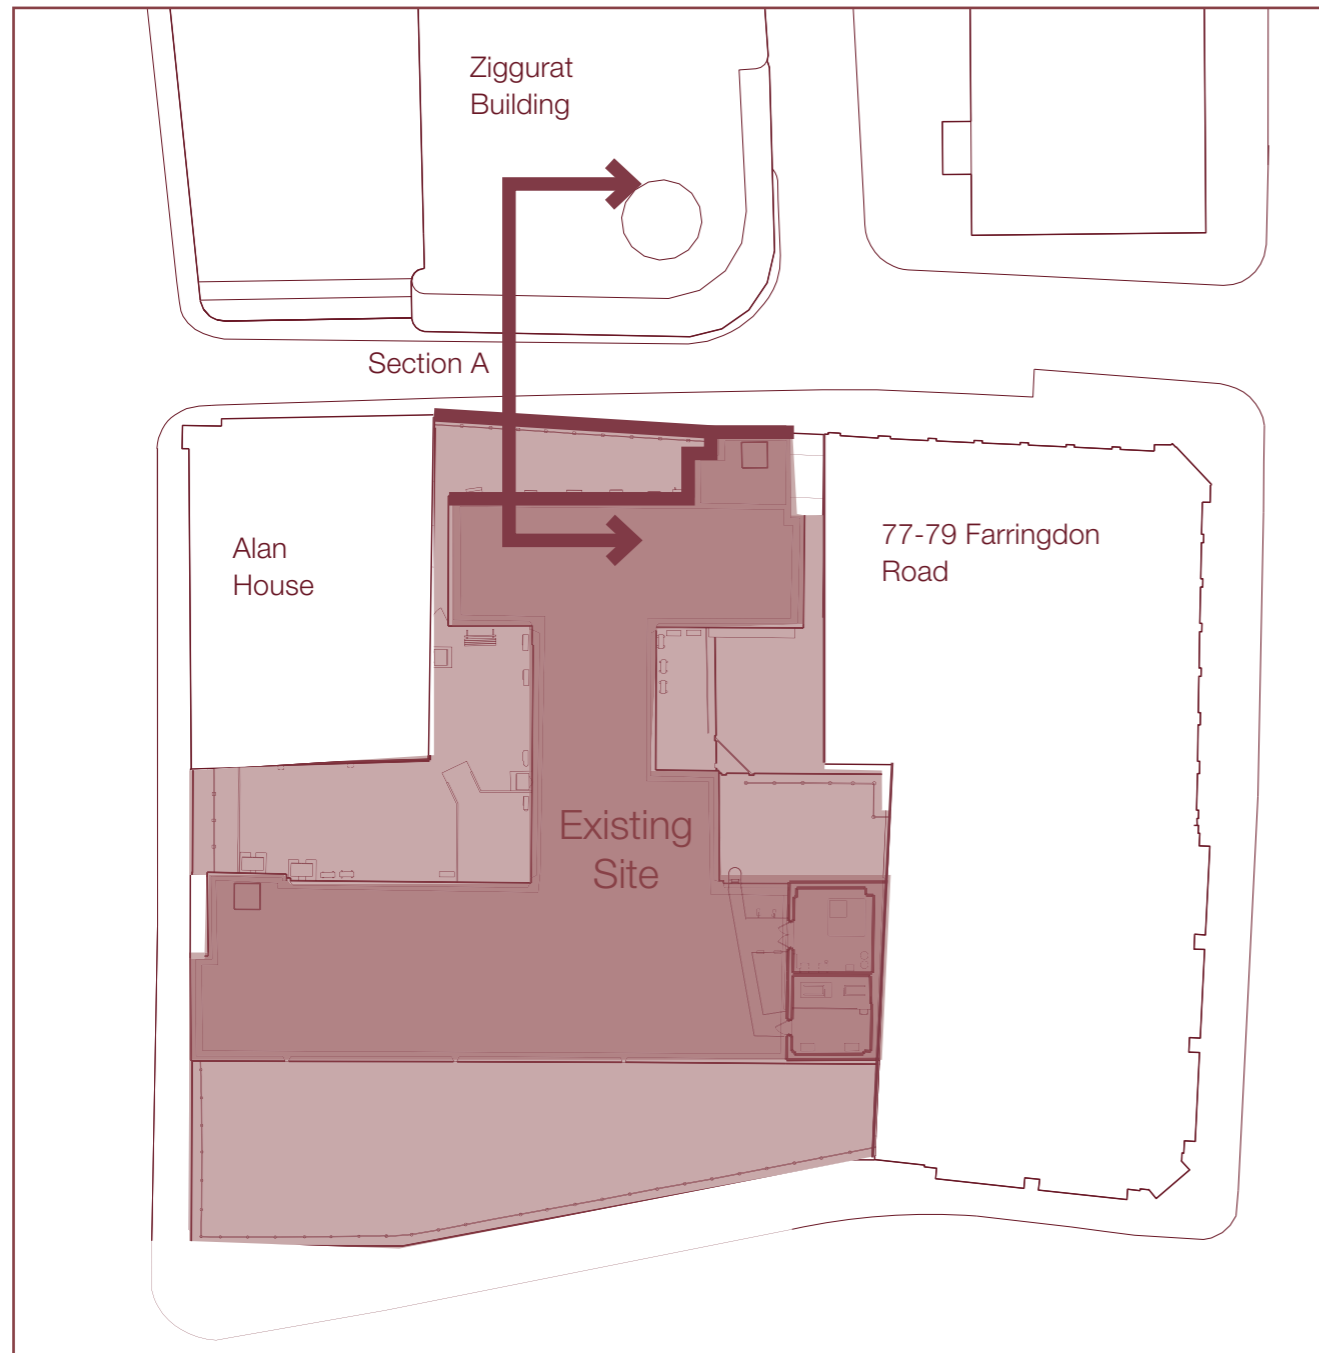 Ziggurat
Building
Section A
Alan
House
77-79 Farringdon
Road
Existing
Site